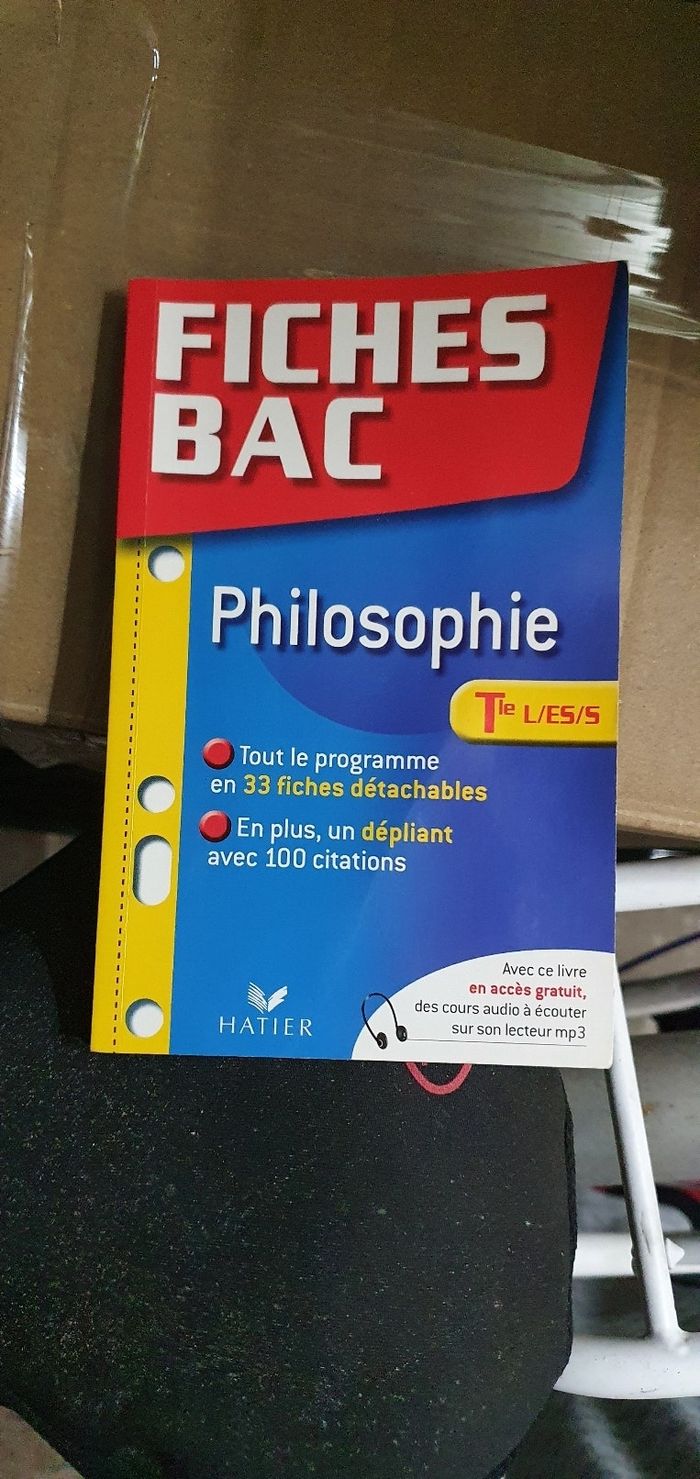 FICHES
BAC
Philosophie
Tle L/ES/S
Tout le programme
en 33 fiches détachables
En plus, un dépliant
avec 100 citations
Avec ce livre
en accès gratuit,
des cours audio à écouter
sur son lecteur mp3
HATIER